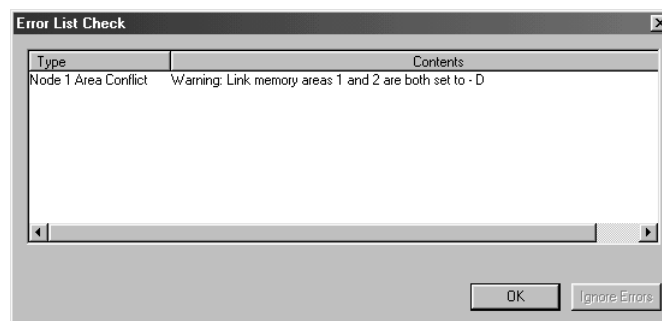 Error List Check
Type Contents
Node 1 Area Conflict Warning: Link memory areas 1 and 2 are both set to - D
OK Ignore Errors